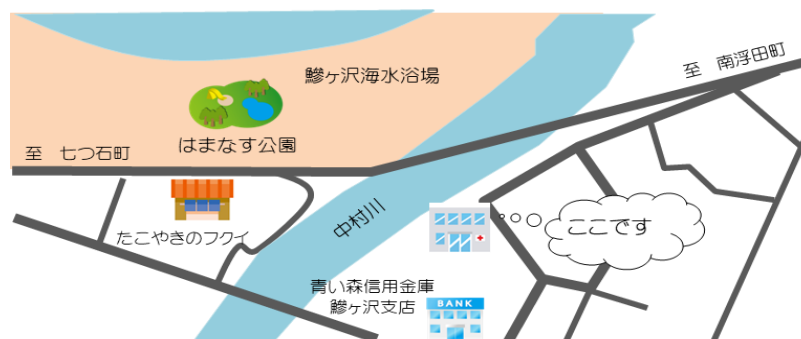 鰺ヶ沢海水浴場
至　南浮田町
はまなす公園
至　七つ石町
たこやきのフクイ
中村川
ここです
青い森信用金庫
鰺ヶ沢支店
BANK